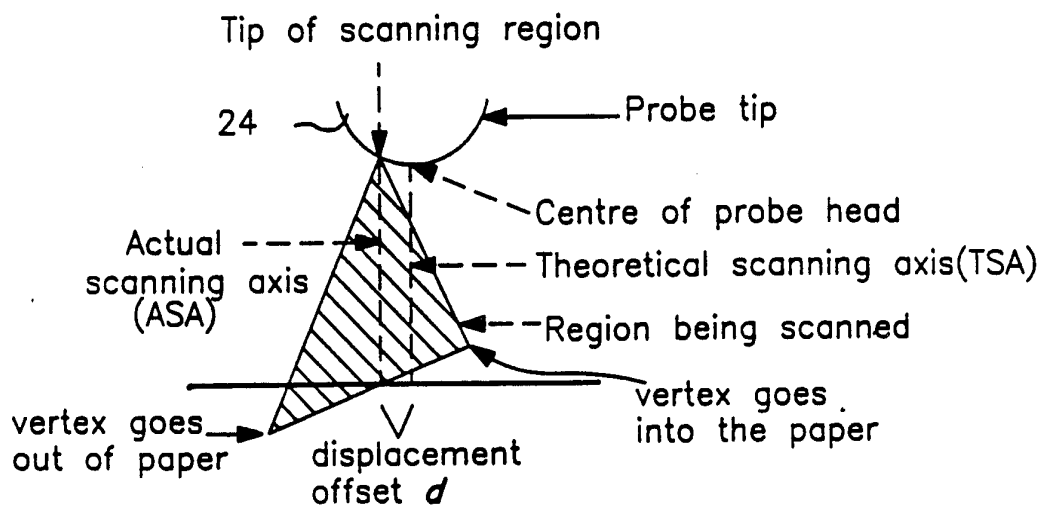 Tip of scanning region
24
Probe tip
Centre of probe head
Actual
scanning axis
(ASA)
Theoretical scanning axis(TSA)
Region being scanned
vertex goes
out of paper
displacement
offset d
vertex goes
into the paper